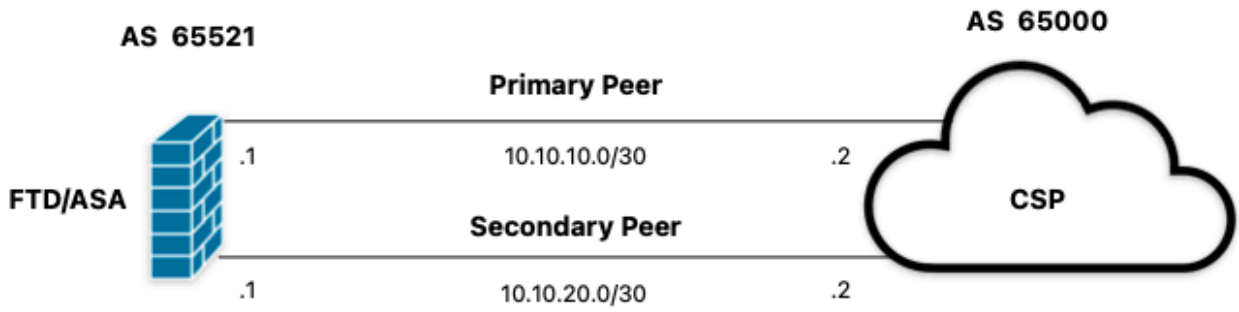 AS 65521
AS 65000
Primary Peer
.1
10.10.10.0/30
.2
FTD/ASA
CSP
Secondary Peer
.1
10.10.20.0/30
.2